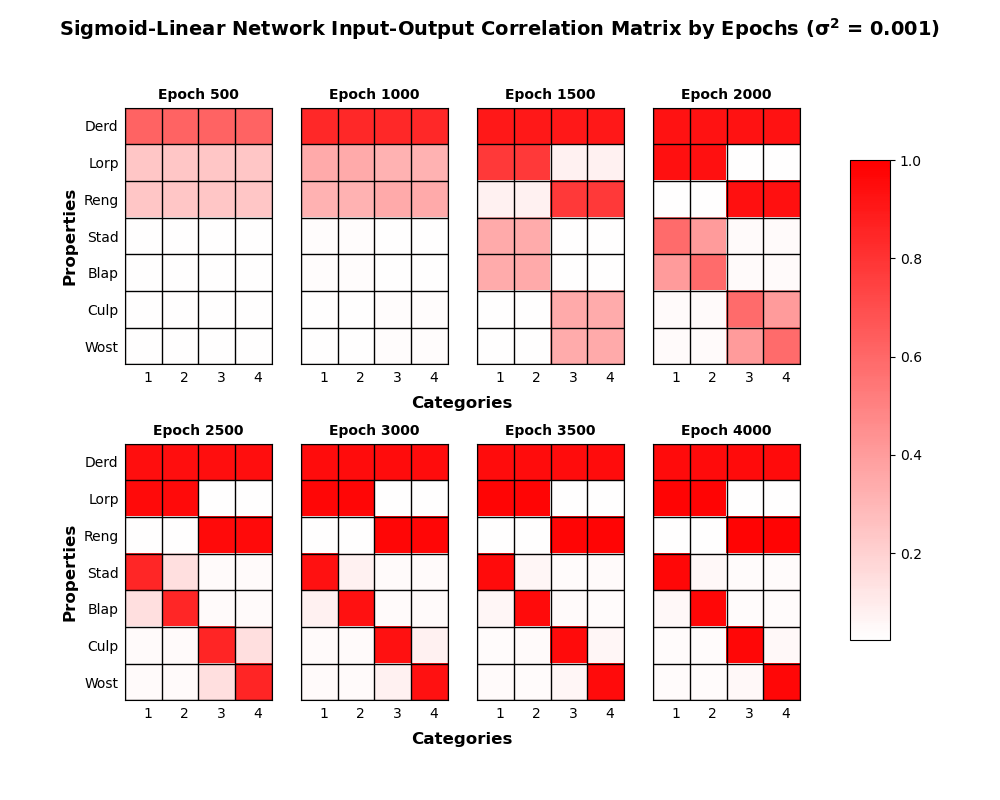 Sigmoid-Linear Network Input-Output Correlation Matrix by Epochs (σ² = 0.001)
Epoch 500 Epoch 1000 Epoch 1500 Epoch 2000
Properties
Derd
Lorp
Reng
Stad
Blap
Culp
Wost
1 2 3 4 1 2 3 4 1 2 3 4 1 2 3 4
Categories
Epoch 2500 Epoch 3000 Epoch 3500 Epoch 4000
Properties
Derd
Lorp
Reng
Stad
Blap
Culp
Wost
1 2 3 4 1 2 3 4 1 2 3 4 1 2 3 4
Categories
1.0
0.8
0.6
0.4
0.2